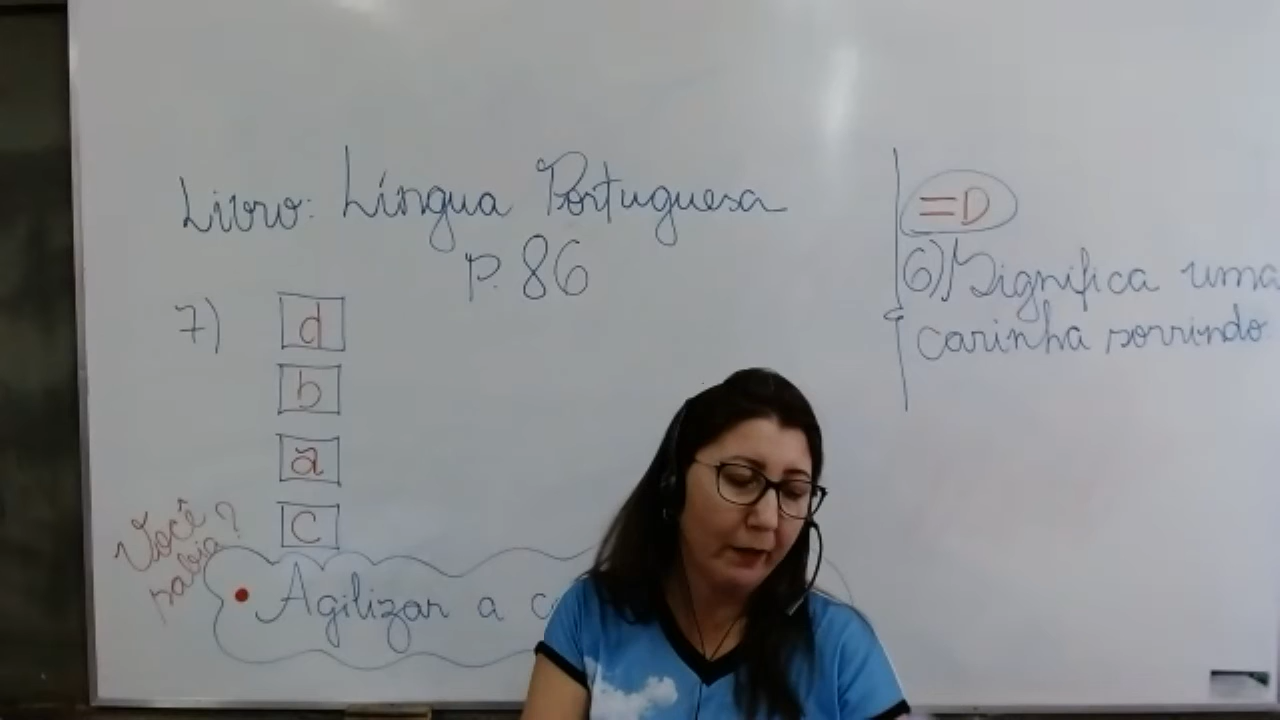 Livro: Língua Portuguesa
p. 86
7) d
b
a
c
Você
sabia?
• Agilizar a
=D
6) Significa uma
carinha sorrindo